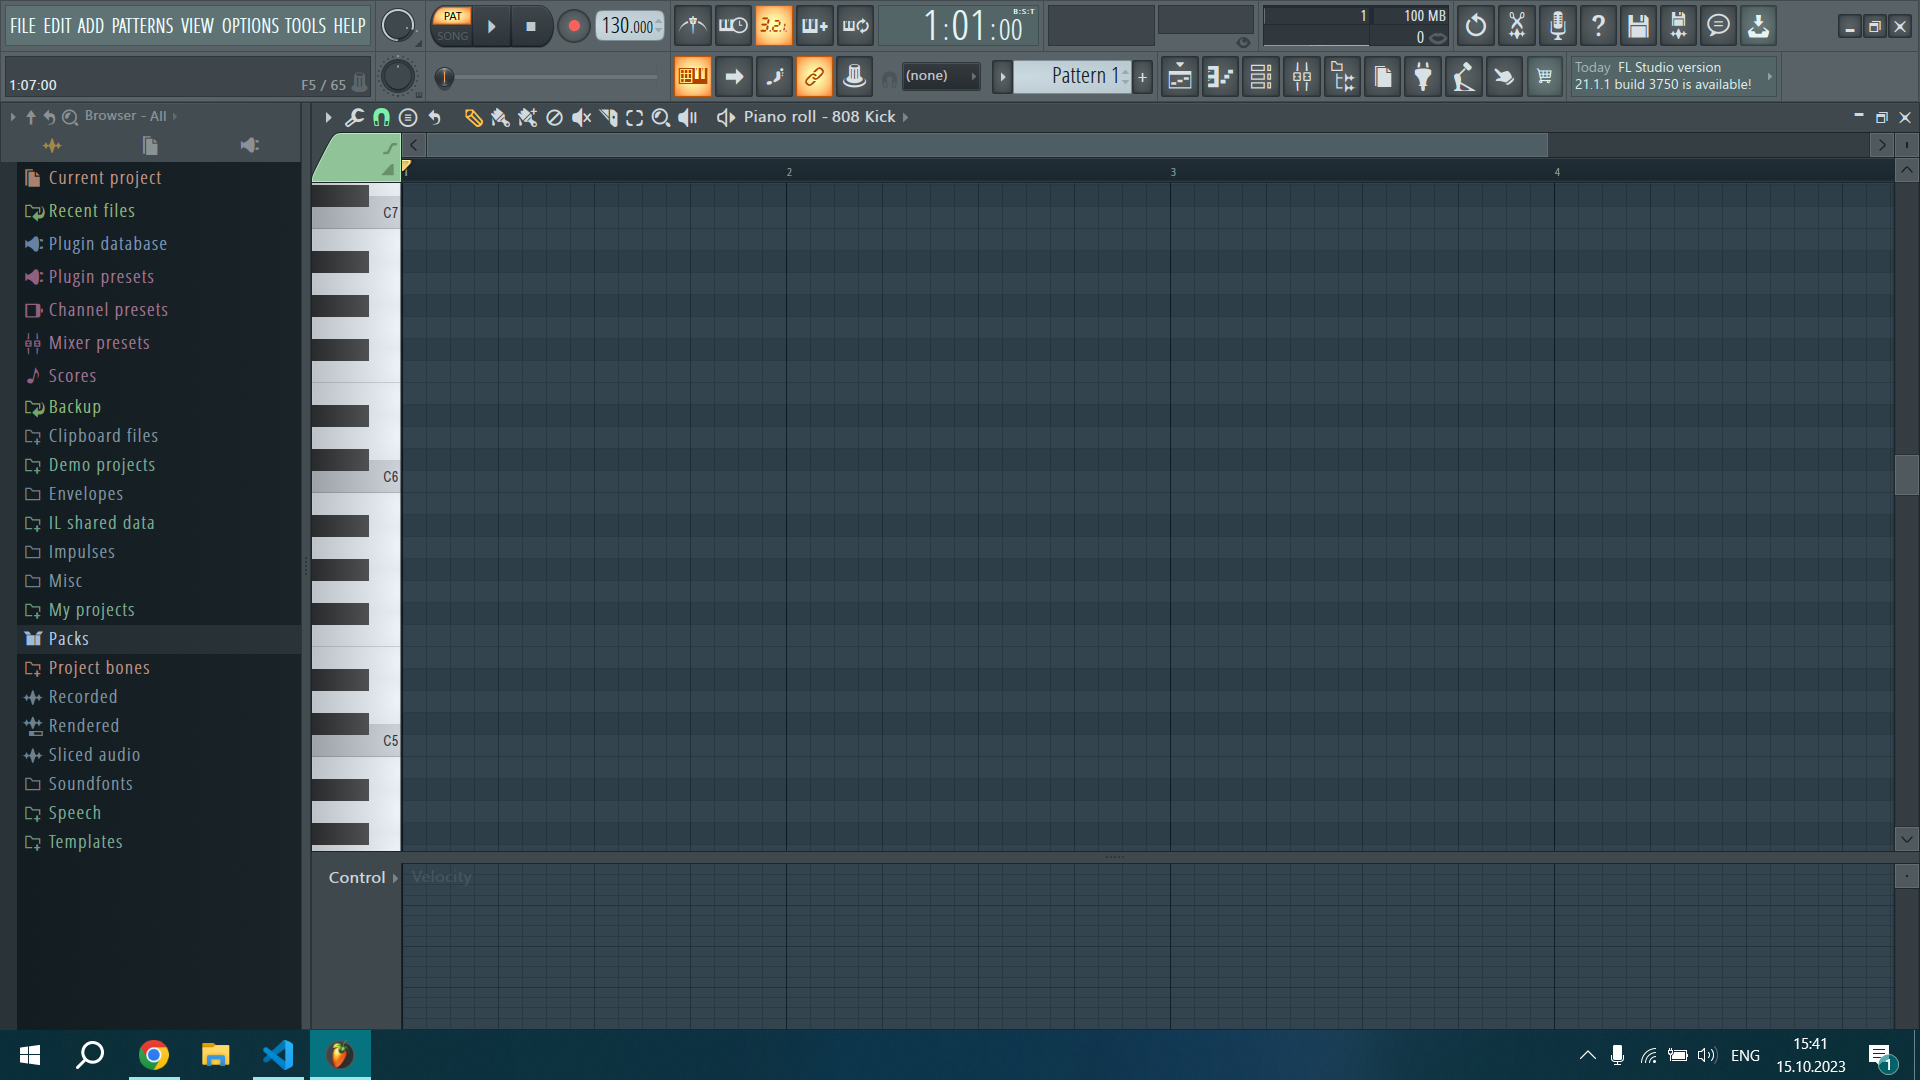 FILE EDIT ADD PATTERNS VIEW OPTIONS TOOLS HELP
PAT
SONG
130.000
3.2.
1:01:00
B:S:T
1
100 MB
0
1:07:00
F5 / 65
(none)
Pattern 1
Today FL Studio version
21.1.1 build 3750 is available!
Browser - All
Piano roll - 808 Kick
Current project
Recent files
Plugin database
Plugin presets
Channel presets
Mixer presets
Scores
Backup
Clipboard files
Demo projects
Envelopes
IL shared data
Impulses
Misc
My projects
Packs
Project bones
Recorded
Rendered
Sliced audio
Soundfonts
Speech
Templates
1
2
3
4
C7
C6
C5
Control
Velocity
ENG
15:41
15.10.2023
1